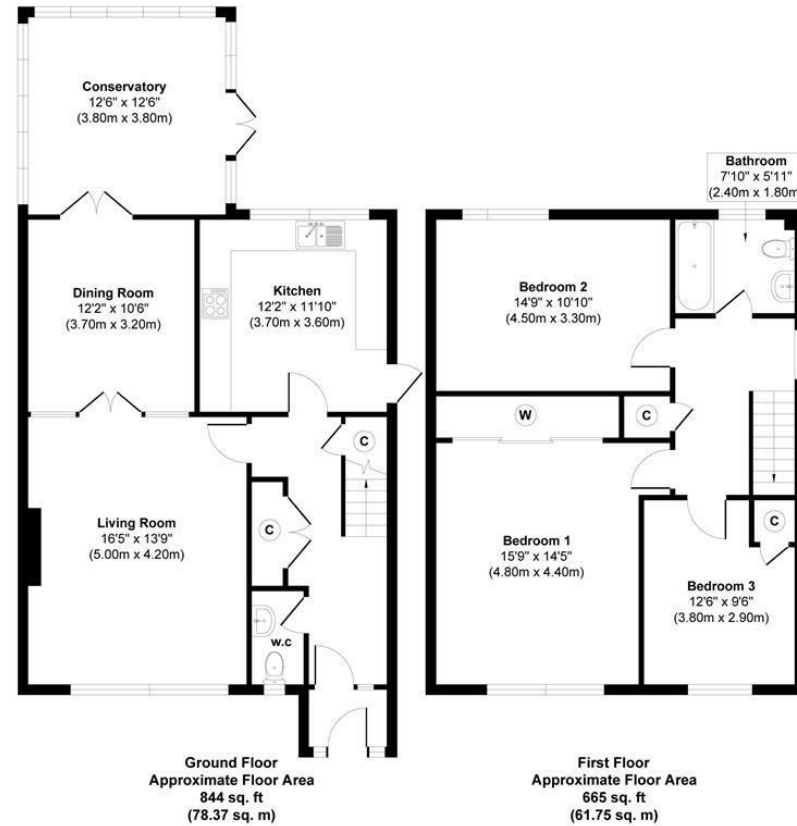 Conservatory
12'6" x 12'6"
(3.80m x 3.80m)
Dining Room
12'2" x 10'6"
(3.70m x 3.20m)
Kitchen
12'2" x 11'10"
(3.70m x 3.60m)
C
Living Room
16'5" x 13'9"
(5.00m x 4.20m)
C
w.c
Ground Floor
Approximate Floor Area
844 sq. ft
(78.37 sq. m)
Bathroom
7'10" x 5'11"
(2.40m x 1.80m
Bedroom 2
14'9" x 10'10"
(4.50m x 3.30m)
W
C
Bedroom 1
15'9" x 14'5"
(4.80m x 4.40m)
C
Bedroom 3
12'6" x 9'6"
(3.80m x 2.90m)
First Floor
Approximate Floor Area
665 sq. ft
(61.75 sq. m)